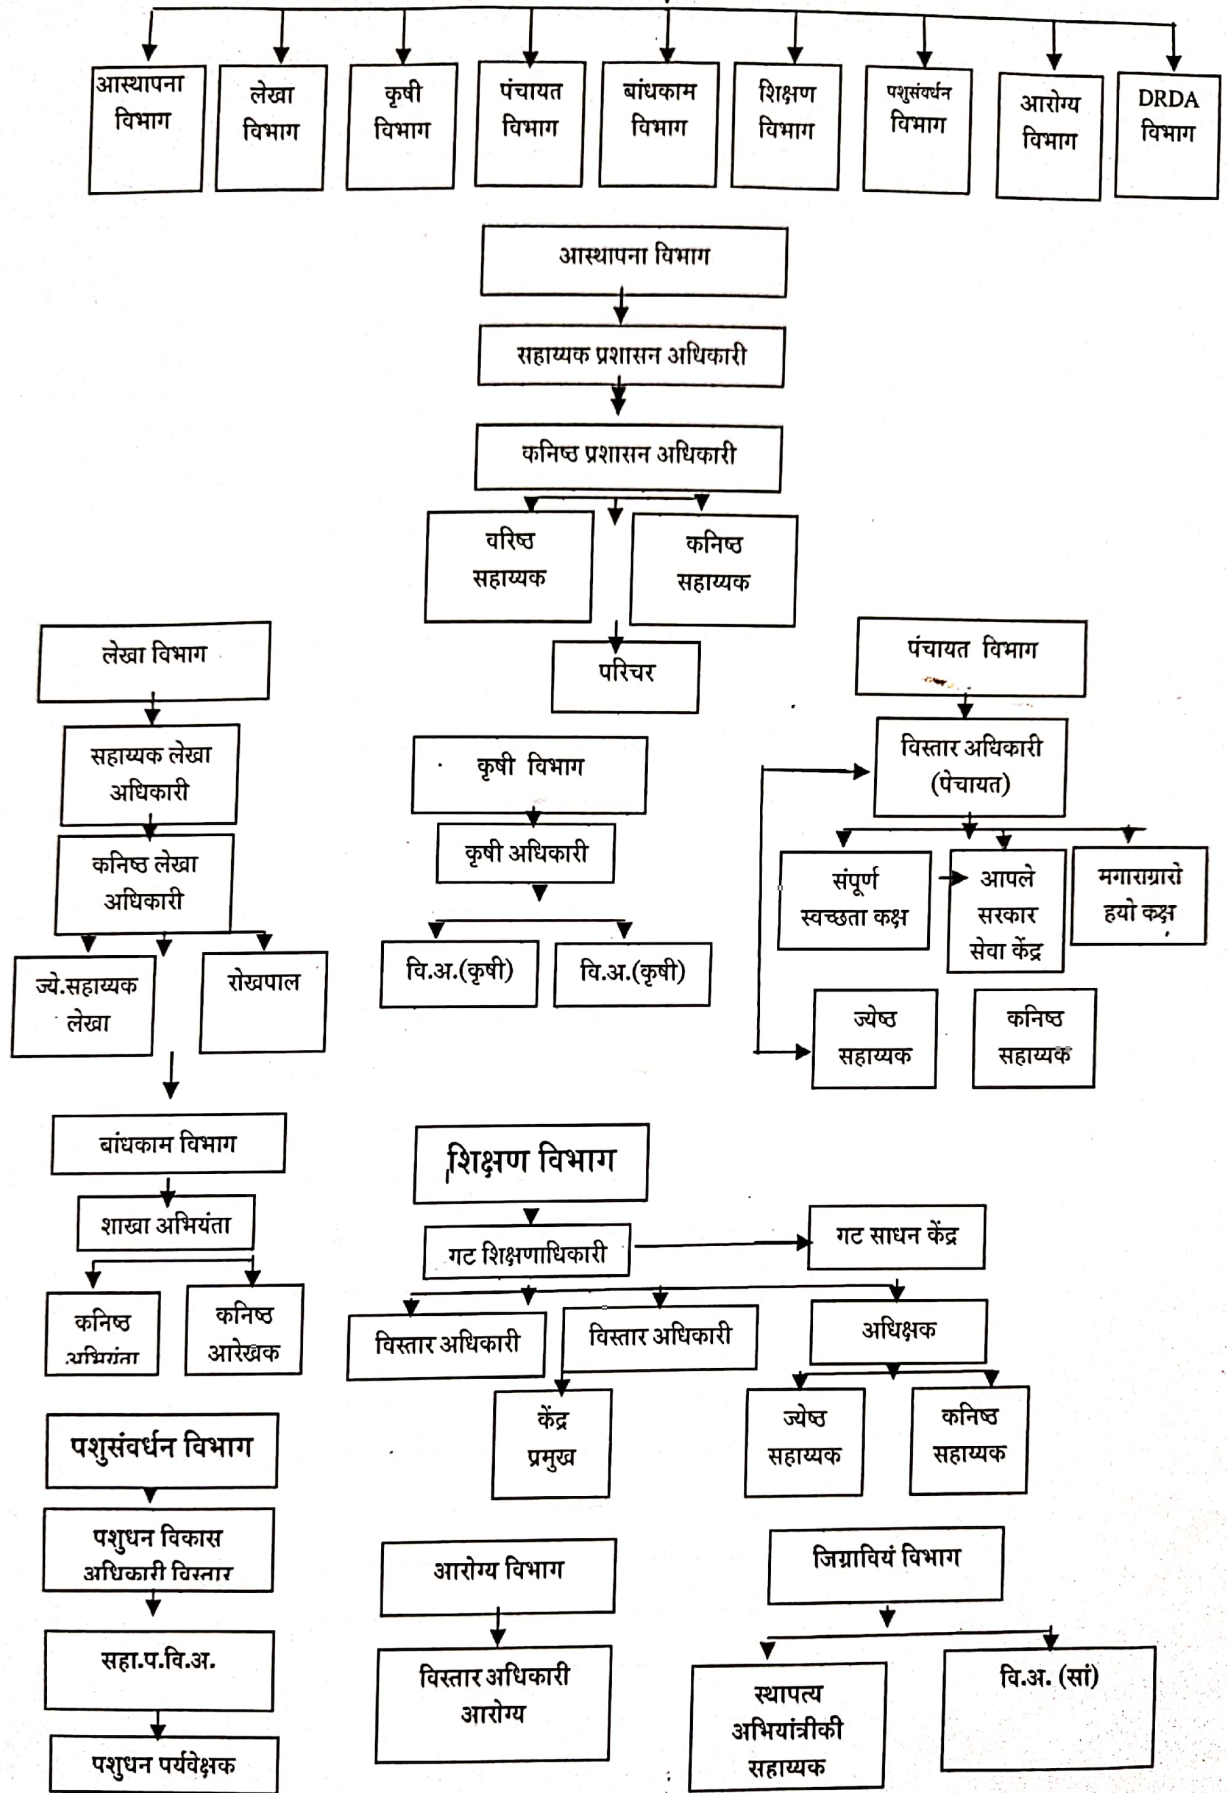 आस्थापना
विभाग
लेखा
विभाग
कृषी
विभाग
पंचायत
विभाग
बांधकाम
विभाग
शिक्षण
विभाग
पशुसंवर्धन
विभाग
आरोग्य
विभाग
DRDA
विभाग
आस्थापना विभाग
सहाय्यक प्रशासन अधिकारी
कनिष्ठ प्रशासन अधिकारी
वरिष्ठ
सहाय्यक
कनिष्ठ
सहाय्यक
परिचर
लेखा विभाग
सहाय्यक लेखा
अधिकारी
कनिष्ठ लेखा
अधिकारी
ज्ये.सहाय्यक
लेखा
रोखपाल
कृषी विभाग
कृषी अधिकारी
वि.अ.(कृषी)
वि.अ.(कृषी)
पंचायत विभाग
विस्तार अधिकारी
(पेचायत)
संपूर्ण
स्वच्छता कक्ष
आपले
सरकार
सेवा केंद्र
मगाराग्रारो
हयो कक्ष
ज्येष्ठ
सहाय्यक
कनिष्ठ
सहाय्यक
बांधकाम विभाग
शाखा अभियंता
कनिष्ठ
अभियंता
कनिष्ठ
आरेखक
शिक्षण विभाग
गट शिक्षणाधिकारी
गट साधन केंद्र
विस्तार अधिकारी
विस्तार अधिकारी
अधिक्षक
केंद्र
प्रमुख
ज्येष्ठ
सहाय्यक
कनिष्ठ
सहाय्यक
पशुसंवर्धन विभाग
पशुधन विकास
अधिकारी विस्तार
सहा.प.वि.अ.
पशुधन पर्यवेक्षक
आरोग्य विभाग
विस्तार अधिकारी
आरोग्य
जिग्रावियं विभाग
स्थापत्य
अभियांत्रीकी
सहाय्यक
वि.अ. (सां)